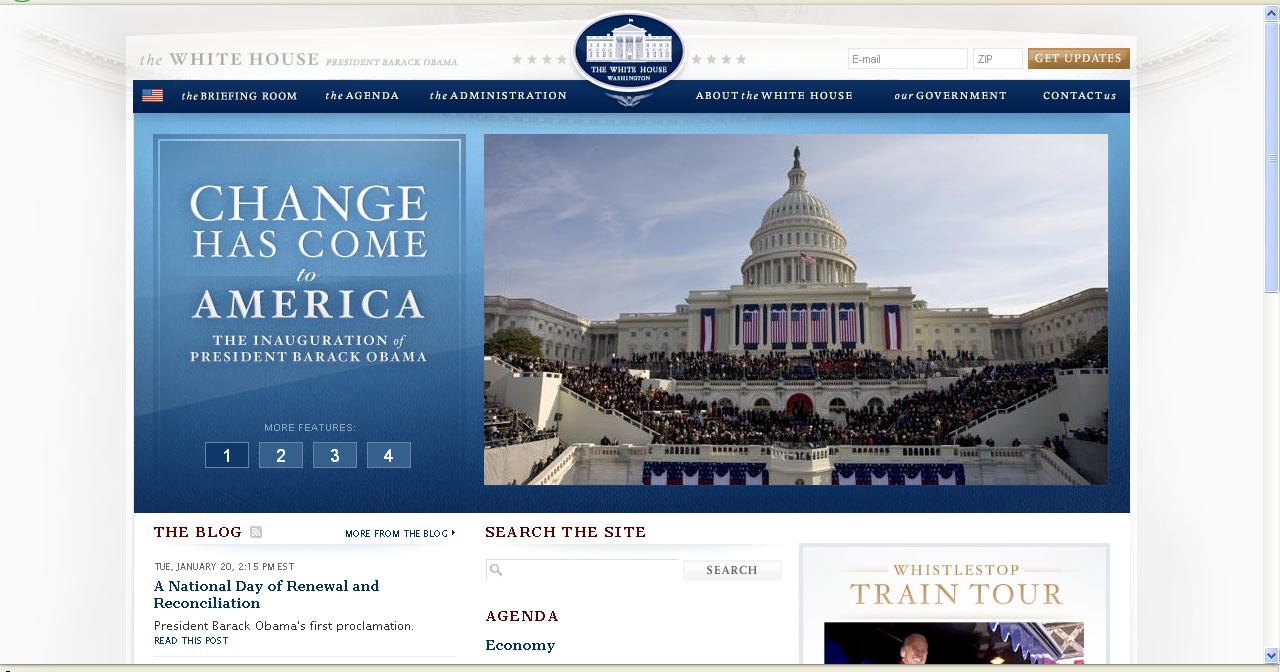 the WHITE HOUSE PRESIDENT BARACK OBAMA
THE WHITE HOUSE
WASHINGTON
E-mail
ZIP
GET UPDATES
the BRIEFING ROOM
the AGENDA
the ADMINISTRATION
ABOUT the WHITE HOUSE
our GOVERNMENT
CONTACT us
CHANGE
HAS COME
to
AMERICA
THE INAUGURATION of
PRESIDENT BARACK OBAMA
MORE FEATURES:
1 2 3 4
THE BLOG
MORE FROM THE BLOG
TUE, JANUARY 20, 2:15 PM EST
A National Day of Renewal and
Reconciliation
President Barack Obama's first proclamation.
READ THIS POST
SEARCH THE SITE
SEARCH
AGENDA
Economy
WHISTLESTOP
TRAIN TOUR